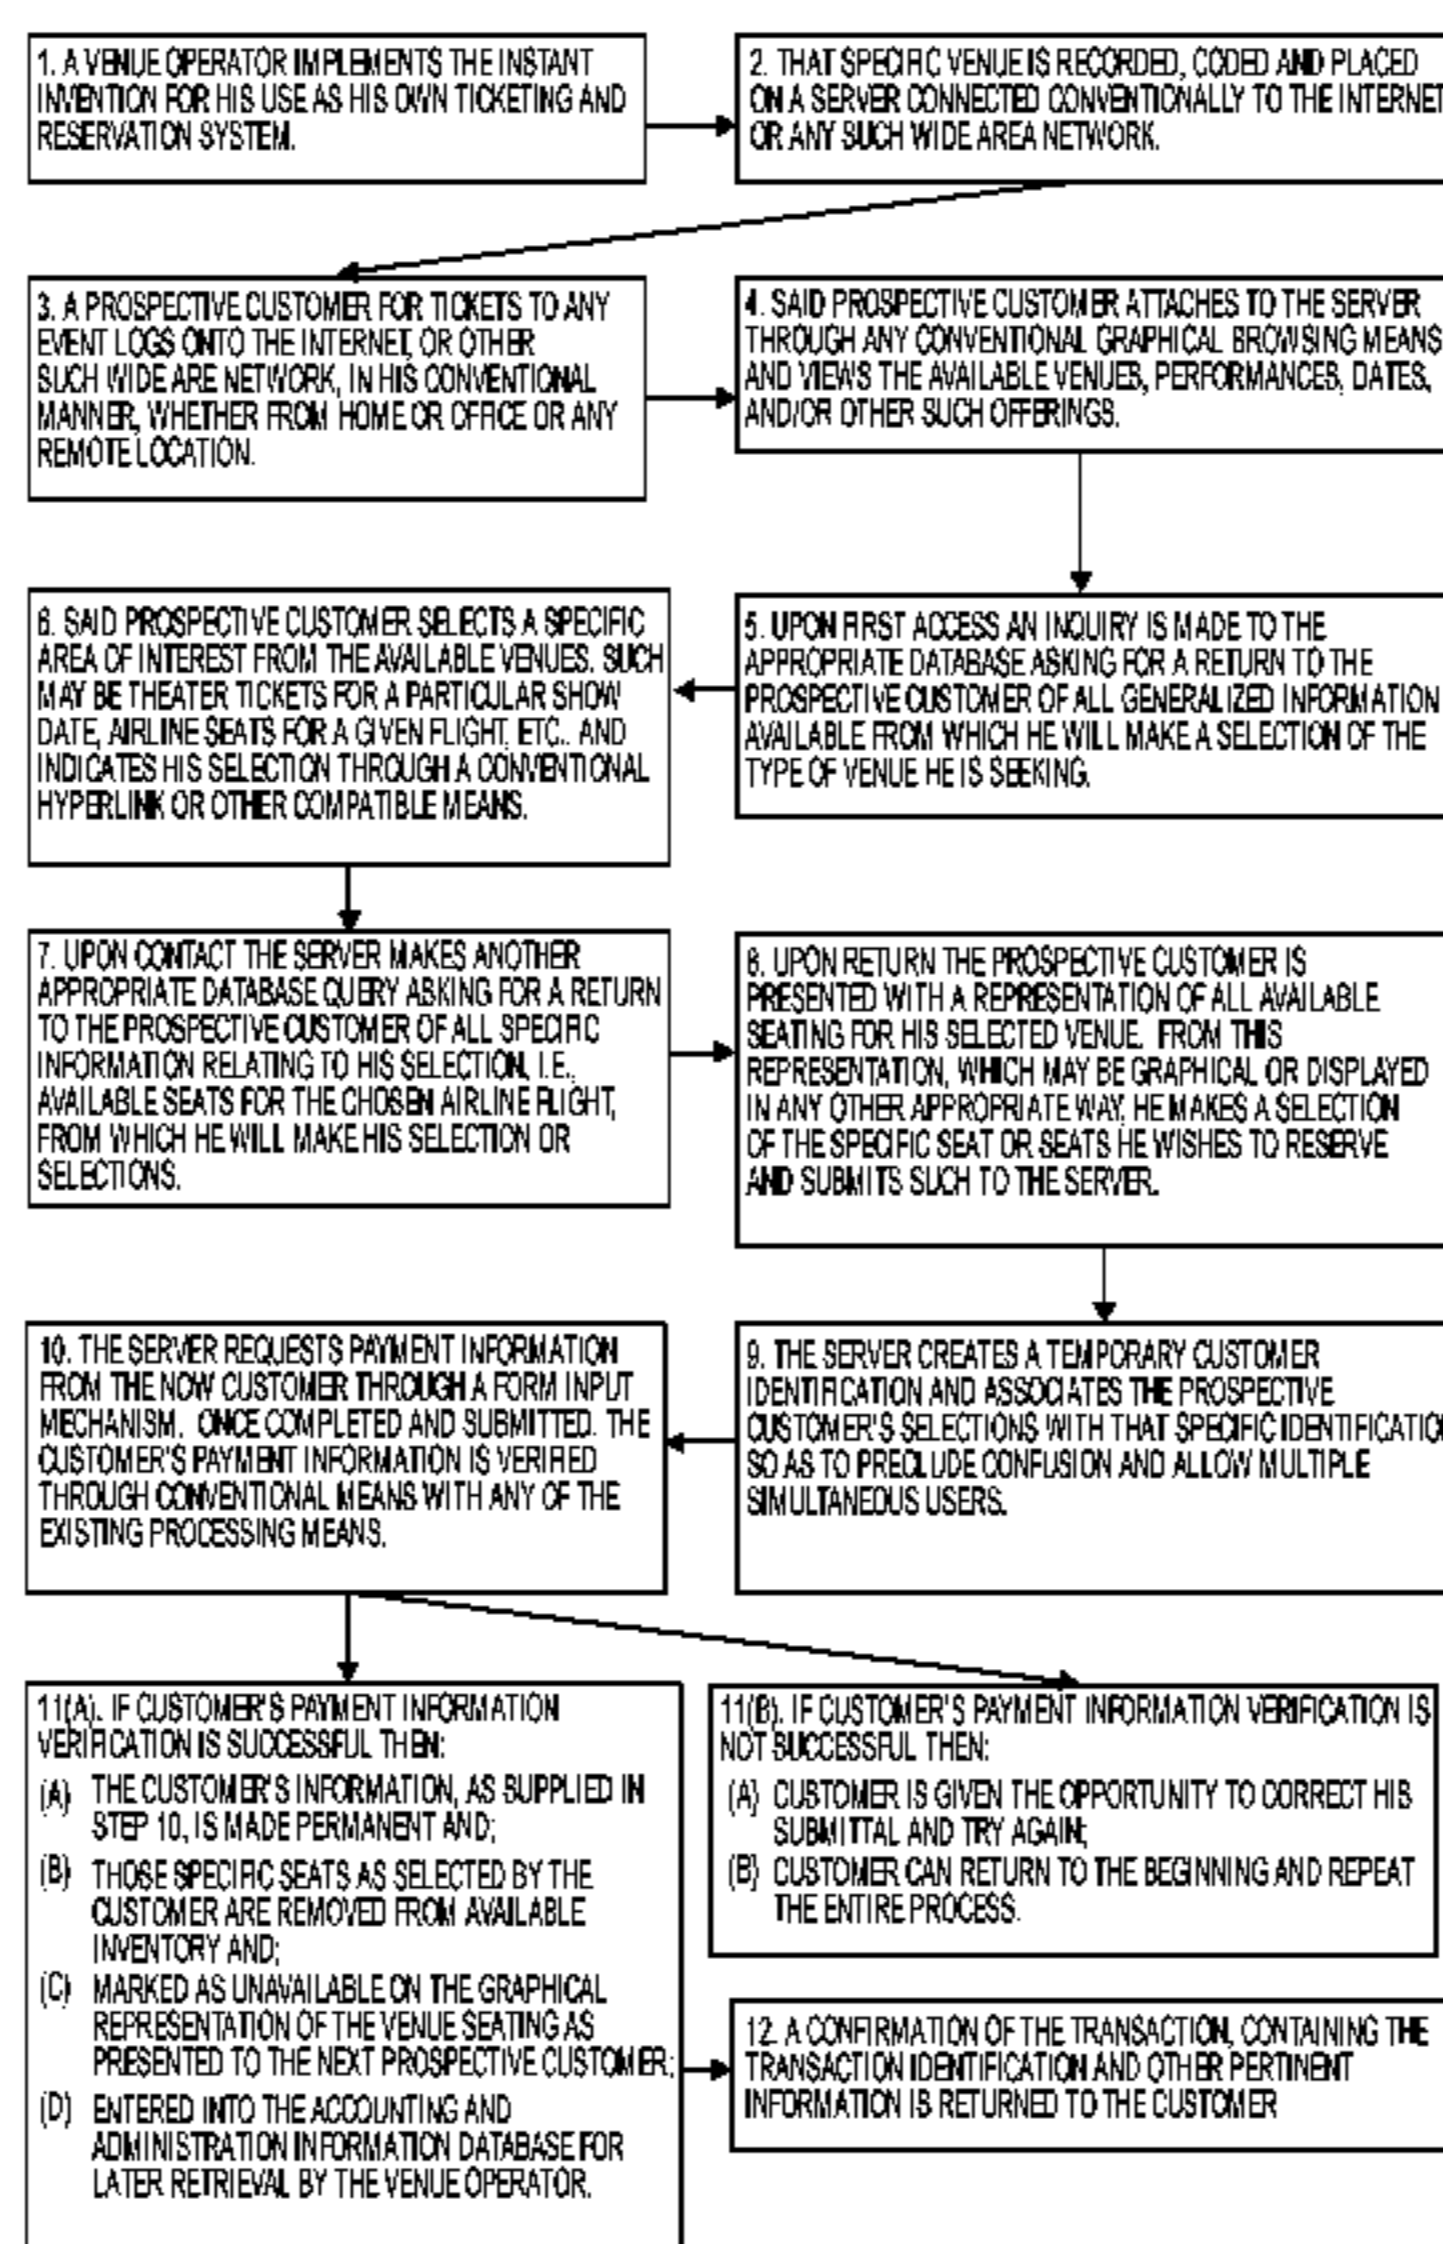 1. A VENUE OPERATOR IMPLEMENTS THE INSTANT
INVENTION FOR HIS USE AS HIS OWN TICKETING AND
RESERVATION SYSTEM.
2. THAT SPECIFIC VENUE IS RECORDED, CODED AND PLACED
ON A SERVER CONNECTED CONVENTIONALLY TO THE INTERNET
OR ANY SUCH WIDE AREA NETWORK.
3. A PROSPECTIVE CUSTOMER FOR TICKETS TO ANY
EVENT LOGS ONTO THE INTERNET, OR OTHER
SUCH WIDE ARE NETWORK, IN HIS CONVENTIONAL
MANNER, WHETHER FROM HOME OR OFFICE OR ANY
REMOTE LOCATION.
4. SAID PROSPECTIVE CUSTOMER ATTACHES TO THE SERVER
THROUGH ANY CONVENTIONAL GRAPHICAL BROWSING MEANS
AND VIEWS THE AVAILABLE VENUES, PERFORMANCES, DATES,
AND/OR OTHER SUCH OFFERINGS.
5. UPON FIRST ACCESS AN INQUIRY IS MADE TO THE
APPROPRIATE DATABASE ASKING FOR A RETURN TO THE
PROSPECTIVE CUSTOMER OF ALL GENERALIZED INFORMATION
AVAILABLE FROM WHICH HE WILL MAKE A SELECTION OF THE
TYPE OF VENUE HE IS SEEKING.
6. SAID PROSPECTIVE CUSTOMER SELECTS A SPECIFIC
AREA OF INTEREST FROM THE AVAILABLE VENUES. SUCH
MAY BE THEATER TICKETS FOR A PARTICULAR SHOW
DATE, AIRLINE SEATS FOR A GIVEN FLIGHT, ETC.. AND
INDICATES HIS SELECTION THROUGH A CONVENTIONAL
HYPERLINK OR OTHER COMPATIBLE MEANS.
7. UPON CONTACT THE SERVER MAKES ANOTHER
APPROPRIATE DATABASE QUERY ASKING FOR A RETURN
TO THE PROSPECTIVE CUSTOMER OF ALL SPECIFIC
INFORMATION RELATING TO HIS SELECTION, I.E.,
AVAILABLE SEATS FOR THE CHOSEN AIRLINE FLIGHT,
FROM WHICH HE WILL MAKE HIS SELECTION OR
SELECTIONS.
8. UPON RETURN THE PROSPECTIVE CUSTOMER IS
PRESENTED WITH A REPRESENTATION OF ALL AVAILABLE
SEATING FOR HIS SELECTED VENUE. FROM THIS
REPRESENTATION, WHICH MAY BE GRAPHICAL OR DISPLAYED
IN ANY OTHER APPROPRIATE WAY, HE MAKES A SELECTION
OF THE SPECIFIC SEAT OR SEATS HE WISHES TO RESERVE
AND SUBMITS SUCH TO THE SERVER.
9. THE SERVER CREATES A TEMPORARY CUSTOMER
IDENTIFICATION AND ASSOCIATES THE PROSPECTIVE
CUSTOMER'S SELECTIONS WITH THAT SPECIFIC IDENTIFICATIO
SO AS TO PRECLUDE CONFUSION AND ALLOW MULTIPLE
SIMULTANEOUS USERS.
10. THE SERVER REQUESTS PAYMENT INFORMATION
FROM THE NOW CUSTOMER THROUGH A FORM INPUT
MECHANISM. ONCE COMPLETED AND SUBMITTED. THE
CUSTOMER'S PAYMENT INFORMATION IS VERIFIED
THROUGH CONVENTIONAL MEANS WITH ANY OF THE
EXISTING PROCESSING MEANS.
11(A). IF CUSTOMER'S PAYMENT INFORMATION
VERIFICATION IS SUCCESSFUL THEN:
(A) THE CUSTOMER'S INFORMATION, AS SUPPLIED IN
STEP 10, IS MADE PERMANENT AND;
(B) THOSE SPECIFIC SEATS AS SELECTED BY THE
CUSTOMER ARE REMOVED FROM AVAILABLE
INVENTORY AND;
(C) MARKED AS UNAVAILABLE ON THE GRAPHICAL
REPRESENTATION OF THE VENUE SEATING AS
PRESENTED TO THE NEXT PROSPECTIVE CUSTOMER;
(D) ENTERED INTO THE ACCOUNTING AND
ADMINISTRATION INFORMATION DATABASE FOR
LATER RETRIEVAL BY THE VENUE OPERATOR.
11(B). IF CUSTOMER'S PAYMENT INFORMATION VERIFICATION IS
NOT SUCCESSFUL THEN:
(A) CUSTOMER IS GIVEN THE OPPORTUNITY TO CORRECT HIS
SUBMITTAL AND TRY AGAIN;
(B) CUSTOMER CAN RETURN TO THE BEGINNING AND REPEAT
THE ENTIRE PROCESS.
12. A CONFIRMATION OF THE TRANSACTION, CONTAINING THE
TRANSACTION IDENTIFICATION AND OTHER PERTINENT
INFORMATION IS RETURNED TO THE CUSTOMER